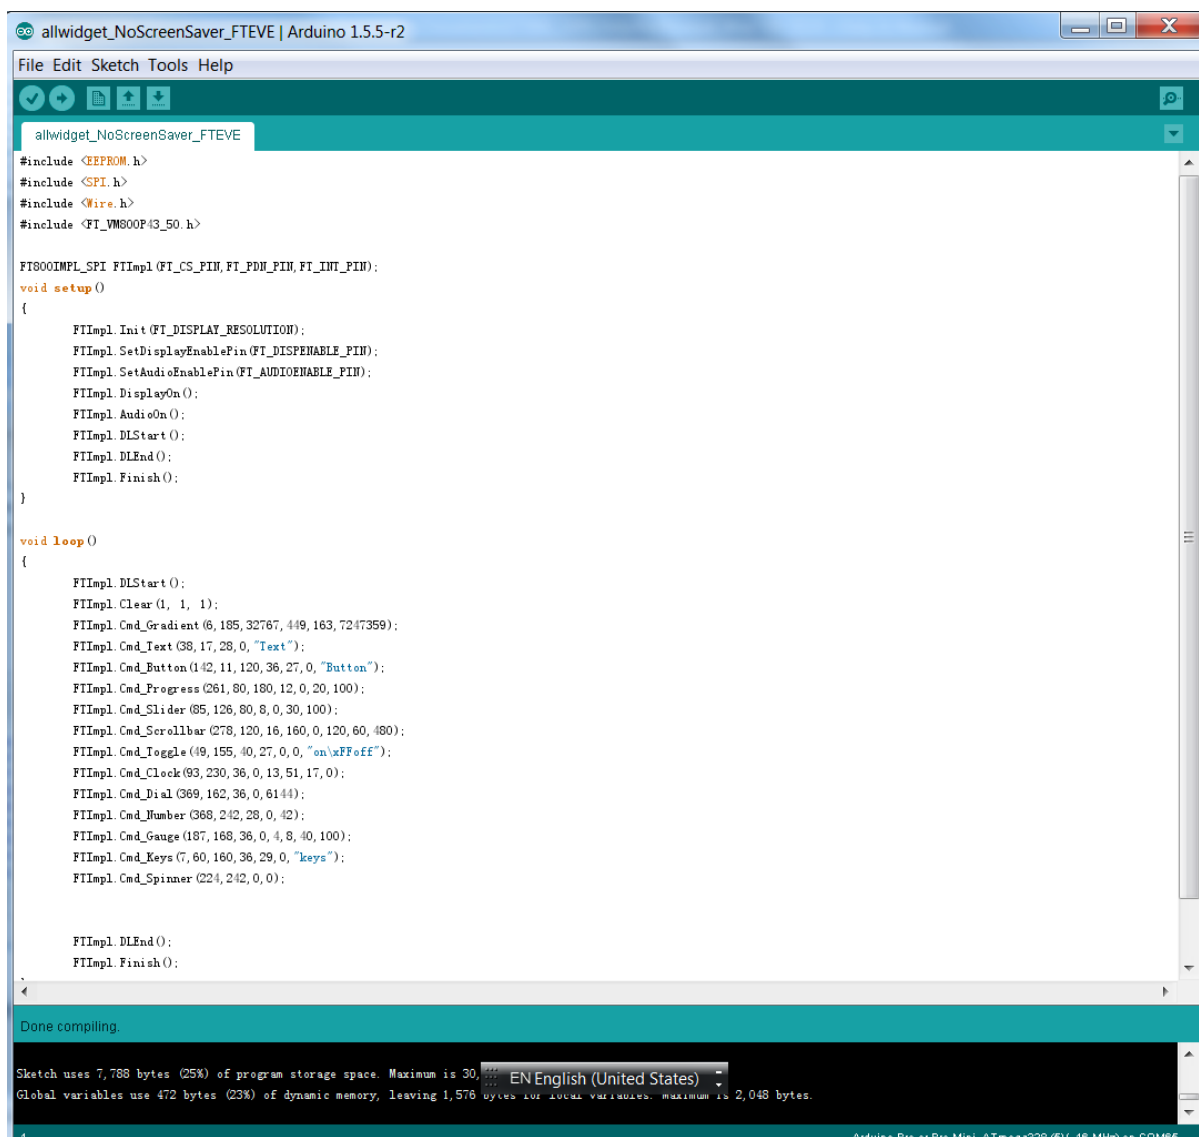 allwidget_NoScreenSaver_FTEVE | Arduino 1.5.5-r2
File Edit Sketch Tools Help
allwidget_NoScreenSaver_FTEVE
#include <EEPROM.h>
#include <SPI.h>
#include <Wire.h>
#include <FT_VM800P43_50.h>
FT800IMPL_SPI FTImpl(FT_CS_PIN,FT_PDN_PIN,FT_INT_PIN);
void setup()
{
FTImpl.Init(FT_DISPLAY_RESOLUTION);
FTImpl.SetDisplayEnablePin(FT_DISPENABLE_PIN);
FTImpl.SetAudioEnablePin(FT_AUDIOENABLE_PIN);
FTImpl.DisplayOn();
FTImpl.AudioOn();
FTImpl.DLStart();
FTImpl.DLEnd();
FTImpl.Finish();
}
void loop()
{
FTImpl.DLStart();
FTImpl.Clear(1, 1, 1);
FTImpl.Cmd_Gradient(6,185,32767,449,163,7247359);
FTImpl.Cmd_Text(38,17,28,0,"Text");
FTImpl.Cmd_Button(142,11,120,36,27,0,"Button");
FTImpl.Cmd_Progress(261,80,180,12,0,20,100);
FTImpl.Cmd_Slider(85,126,80,8,0,30,100);
FTImpl.Cmd_Scrollbar(278,120,16,160,0,120,60,480);
FTImpl.Cmd_Toggle(49,155,40,27,0,0,"on\xFFoff");
FTImpl.Cmd_Clock(93,230,36,0,13,51,17,0);
FTImpl.Cmd_Dial(369,162,36,0,6144);
FTImpl.Cmd_Number(368,242,28,0,42);
FTImpl.Cmd_Gauge(187,168,36,0,4,8,40,100);
FTImpl.Cmd_Keys(7,60,160,36,29,0,"keys");
FTImpl.Cmd_Spinner(224,242,0,0);
FTImpl.DLEnd();
FTImpl.Finish();
Done compiling.
Sketch uses 7,788 bytes (25%) of program storage space. Maximum is 30,
EN English (United States)
Global variables use 472 bytes (23%) of dynamic memory, leaving 1,576 bytes for local variables. Maximum is 2,048 bytes.